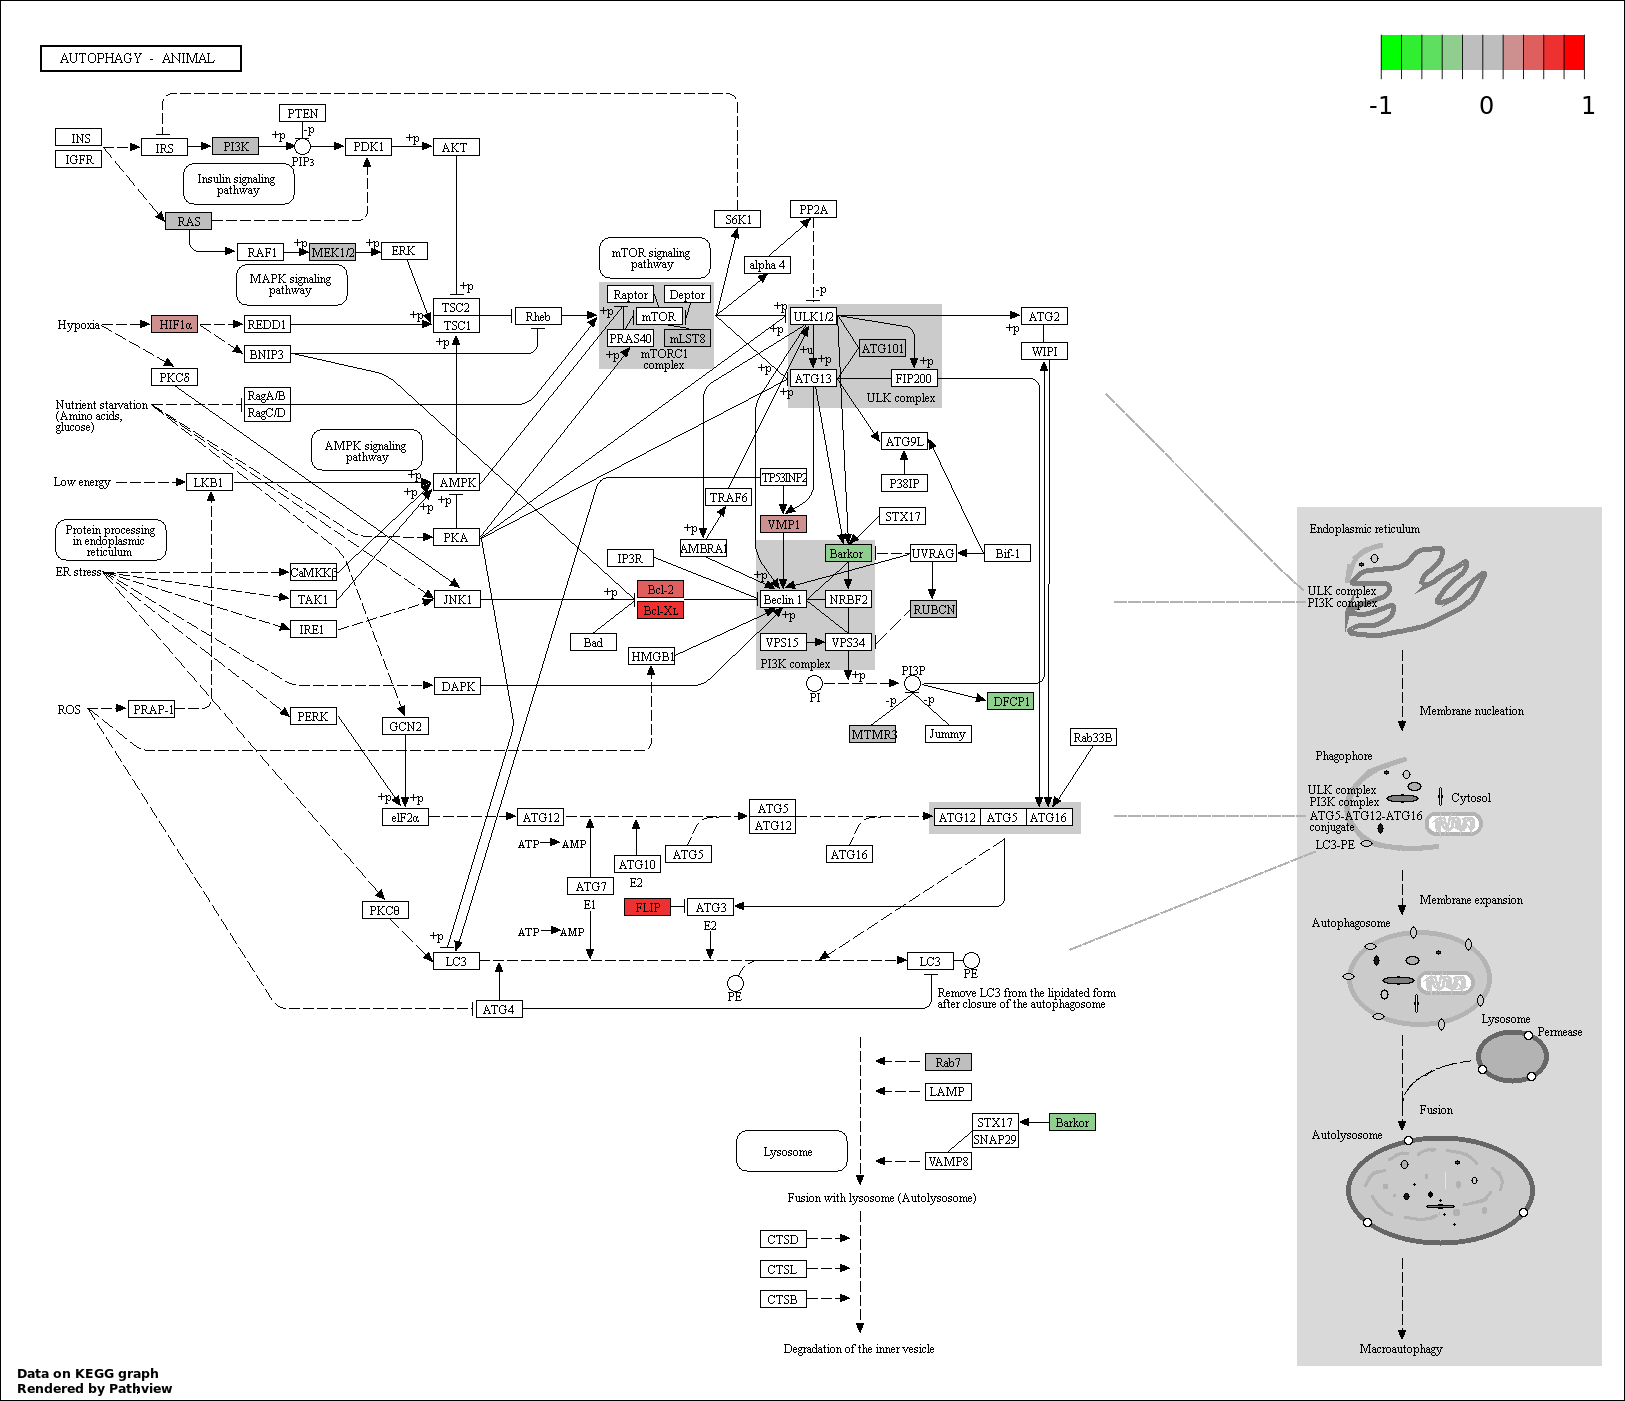 AUTOPHAGY - ANIMAL
-1 0 1
PTEN
-p
INS
IGFR
IRS
PI3K
+p
PIP3
PDK1
+p
AKT
Insulin signaling
pathway
RAS
RAF1
+p
MEK1/2
+p
ERK
MAPK signaling
pathway
S6K1
PP2A
alpha 4
-p
mTOR signaling
pathway
+p
TSC2
TSC1
+p
+p
Rheb
Raptor
Deptor
+p
mTOR
PRAS40
mLST8
+p
mTORC1
complex
Hypoxia
HIF1α
REDD1
BNIP3
PKCδ
+p
+p
ULK1/2
+u
+p
ATG101
+p
+p
+p
ATG13
FIP200
ULK complex
ATG2
+p
WIPI
Nutrient starvation
(Amino acids,
glucose)
RagA/B
RagC/D
AMPK signaling
pathway
ATG9L
P38IP
Low energy
LKB1
+p
+p
+p
AMPK
+p
TP53INP2
TRAF6
VMP1
STX17
Protein processing
in endoplasmic
reticulum
PKA
+p
AMBRA1
Barkor
UVRAG
Bif-1
IP3R
ER stress
CaMKKβ
TAK1
IRE1
JNK1
+p
Bcl-2
Bcl-XL
Bad
HMGB1
+p
Beclin 1
+p
NRBF2
RUBCN
VPS15
VPS34
PI3K complex
+p
DAPK
PI
PI3P
DFCP1
-p
-p
MTMR3
Jummy
ROS
PRAP-1
PERK
GCN2
Rab33B
+p
+p
eIF2α
ATG12
ATG5
ATG12
ATG12
ATG5
ATG16
ATP
AMP
ATG10
E2
ATG5
ATG16
ATG7
E1
FLIP
ATG3
E2
PKCθ
ATP
AMP
+p
LC3
LC3
PE
PE
ATG4
Remove LC3 from the lipidated form
after closure of the autophagosome
Rab7
LAMP
STX17
SNAP29
Barkor
VAMP8
Lysosome
Fusion with lysosome (Autolysosome)
CTSD
CTSL
CTSB
Degradation of the inner vesicle
Endoplasmic reticulum
ULK complex
PI3K complex
Membrane nucleation
Phagophore
ULK complex
PI3K complex
Cytosol
ATG5-ATG12-ATG16
conjugate
LC3-PE
Membrane expansion
Autophagosome
Lysosome
Permease
Fusion
Autolysosome
Macroautophagy
Data on KEGG graph
Rendered by Pathview